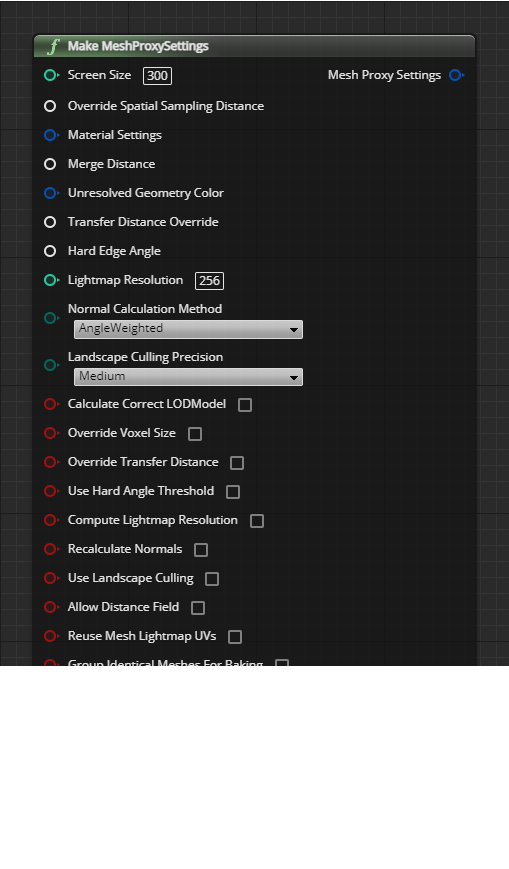 f Make MeshProxySettings
Screen Size 300 Mesh Proxy Settings
Override Spatial Sampling Distance
Material Settings
Merge Distance
Unresolved Geometry Color
Transfer Distance Override
Hard Edge Angle
Lightmap Resolution 256
Normal Calculation Method
AngleWeighted
Landscape Culling Precision
Medium
Calculate Correct LODModel
Override Voxel Size
Override Transfer Distance
Use Hard Angle Threshold
Compute Lightmap Resolution
Recalculate Normals
Use Landscape Culling
Allow Distance Field
Reuse Mesh Lightmap UVs
Group Identical Meshes For Baking